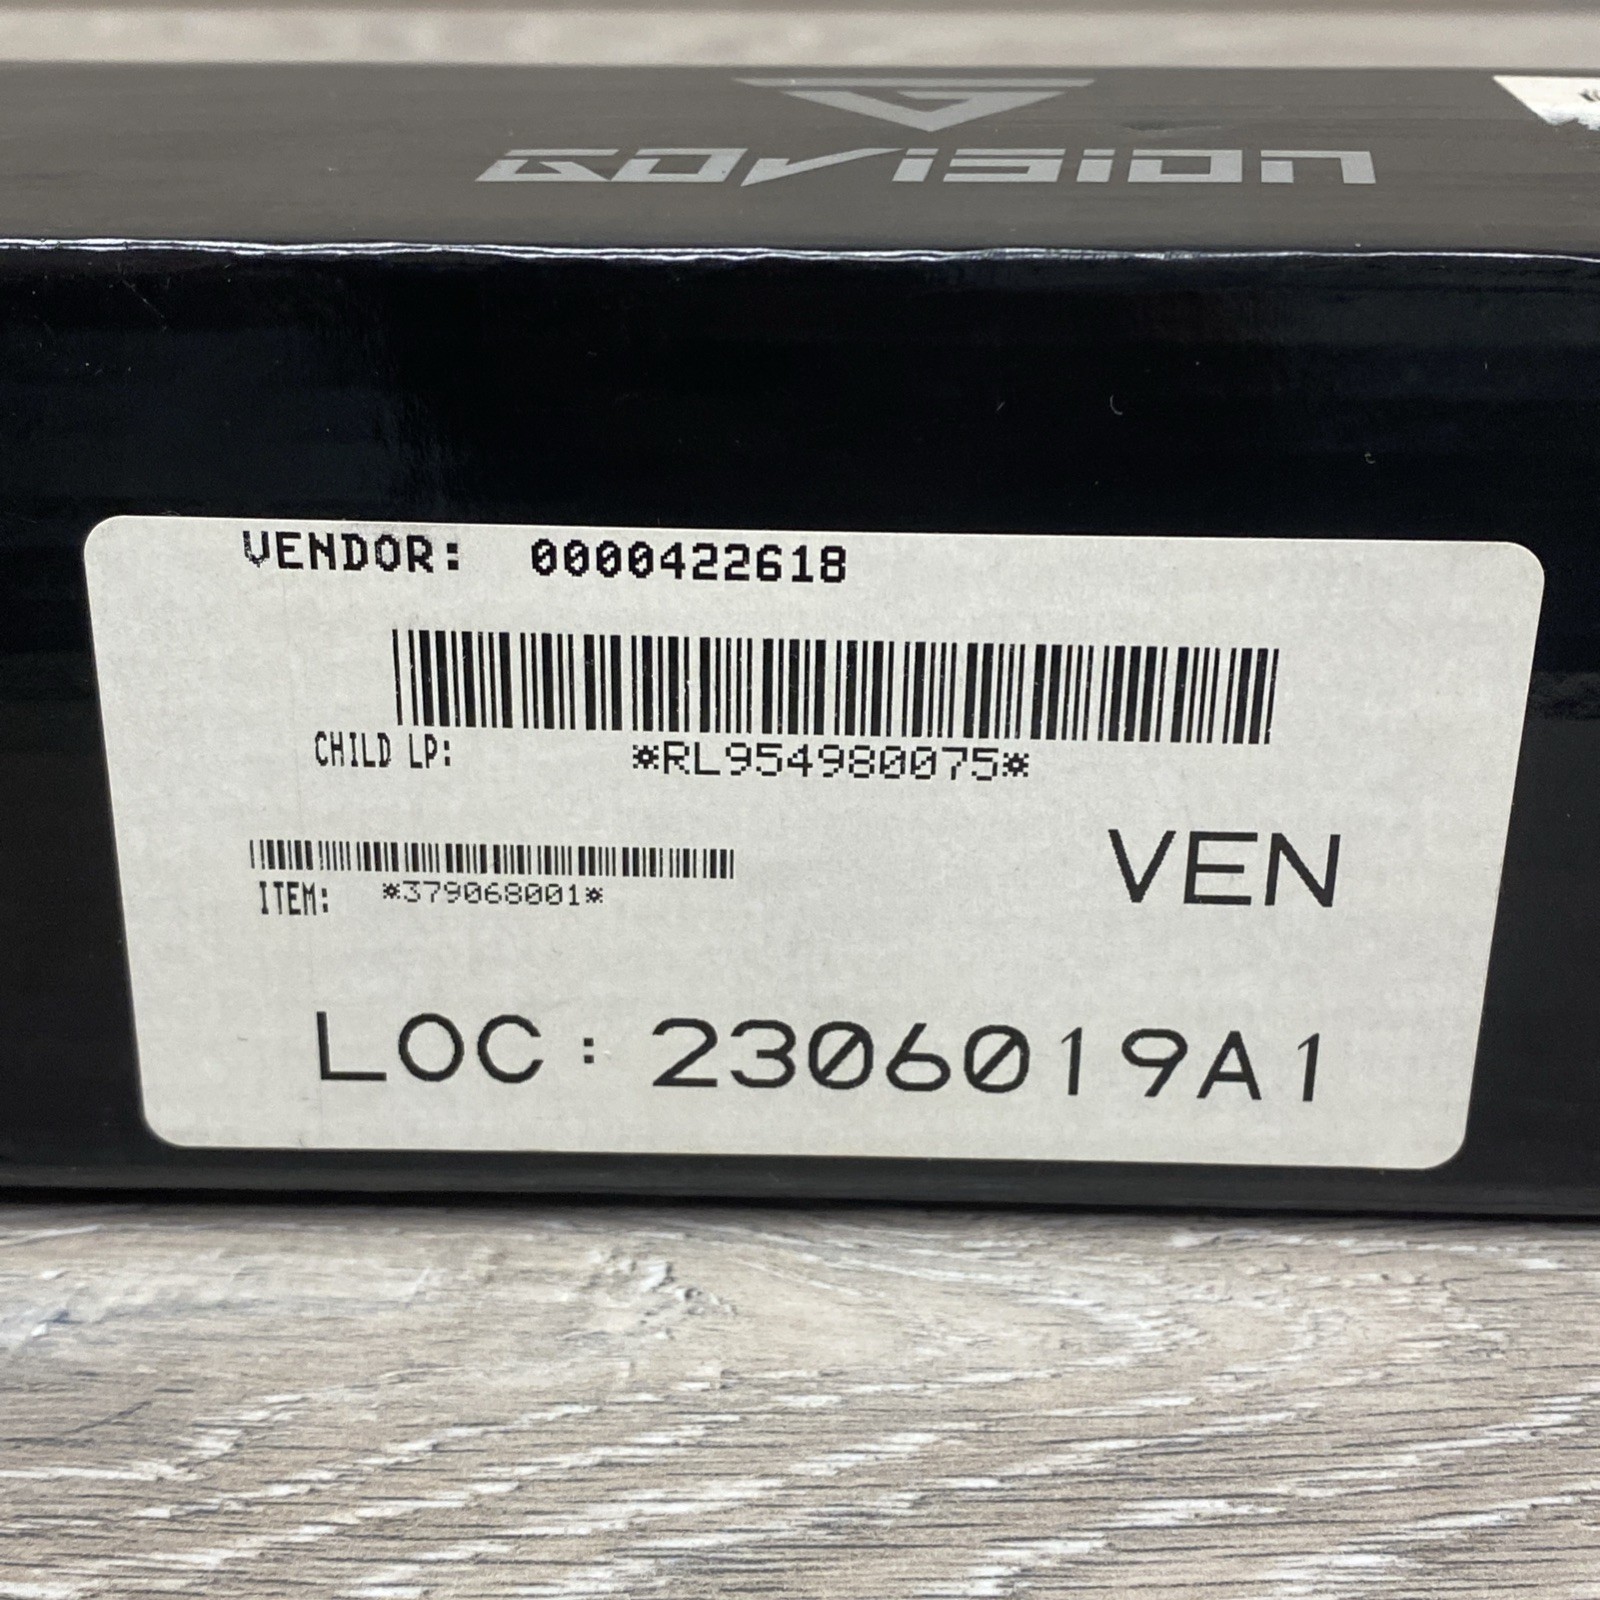 GOVISION
VENDOR: 0000422618
CHILD LP: *RL954980075*
ITEM: *379068001*
VEN
LOC: 2306019A1